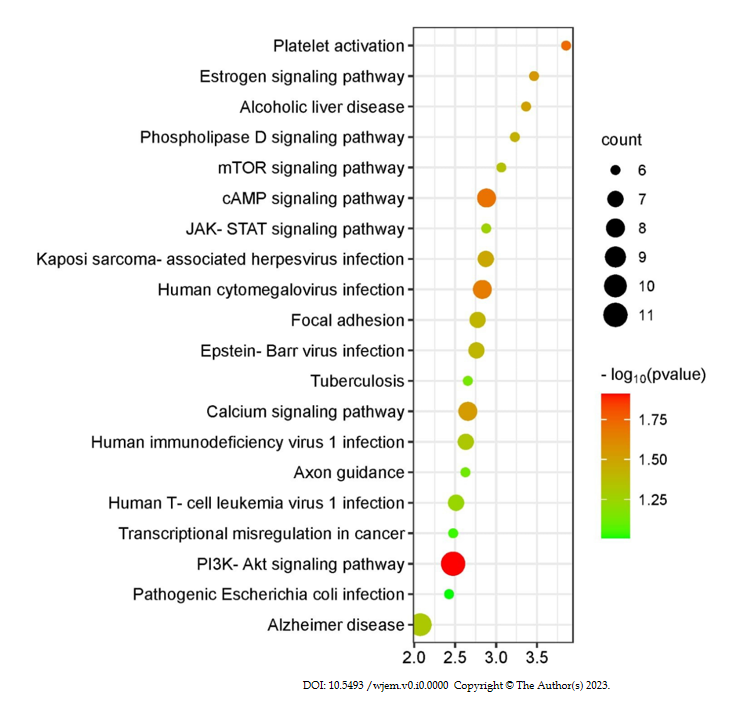 Platelet activation
Estrogen signaling pathway
Alcoholic liver disease
Phospholipase D signaling pathway
mTOR signaling pathway
cAMP signaling pathway
JAK- STAT signaling pathway
Kaposi sarcoma- associated herpesvirus infection
Human cytomegalovirus infection
Focal adhesion
Epstein- Barr virus infection
Tuberculosis
Calcium signaling pathway
Human immunodeficiency virus 1 infection
Axon guidance
Human T- cell leukemia virus 1 infection
Transcriptional misregulation in cancer
PI3K- Akt signaling pathway
Pathogenic Escherichia coli infection
Alzheimer disease
2.0 2.5 3.0 3.5
count
6
7
8
9
10
11
- log10(pvalue)
1.75
1.50
1.25
DOI: 10.5493 /wjem.v0.i0.0000 Copyright © The Author(s) 2023.